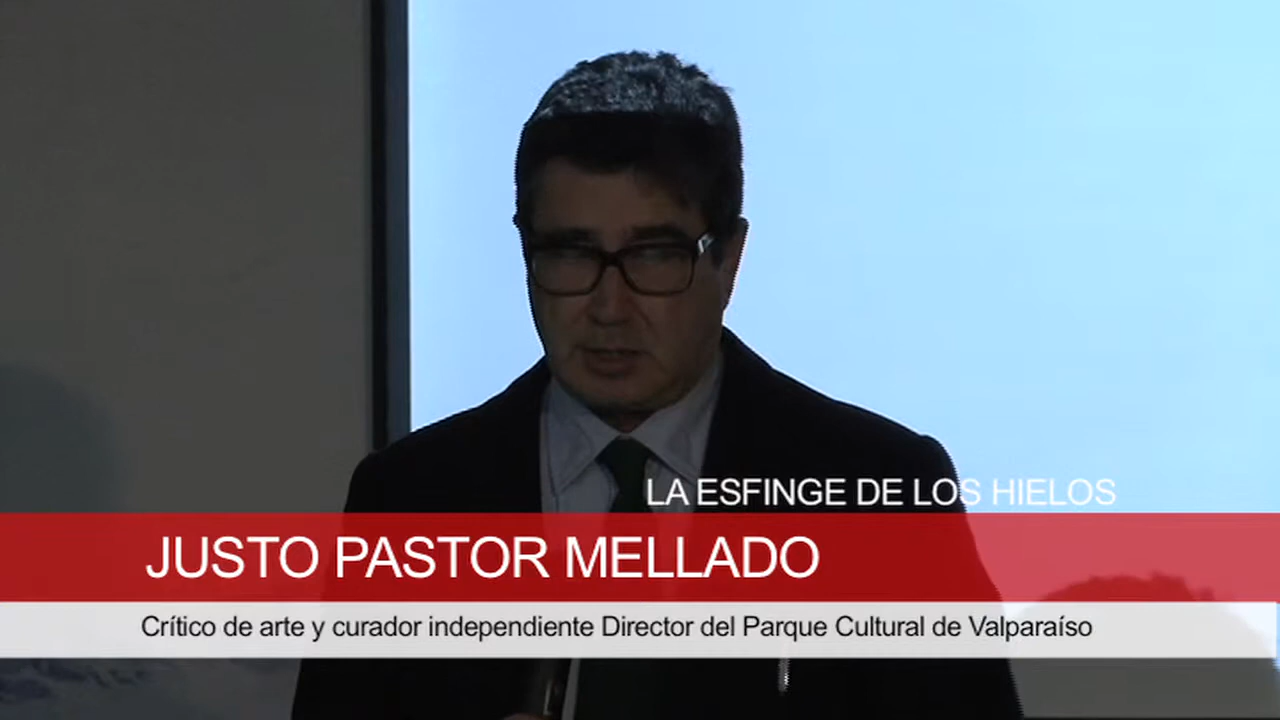 LA ESFINGE DE LOS HIELOS
JUSTO PASTOR MELLADO
Crítico de arte y curador independiente Director del Parque Cultural de Valparaíso